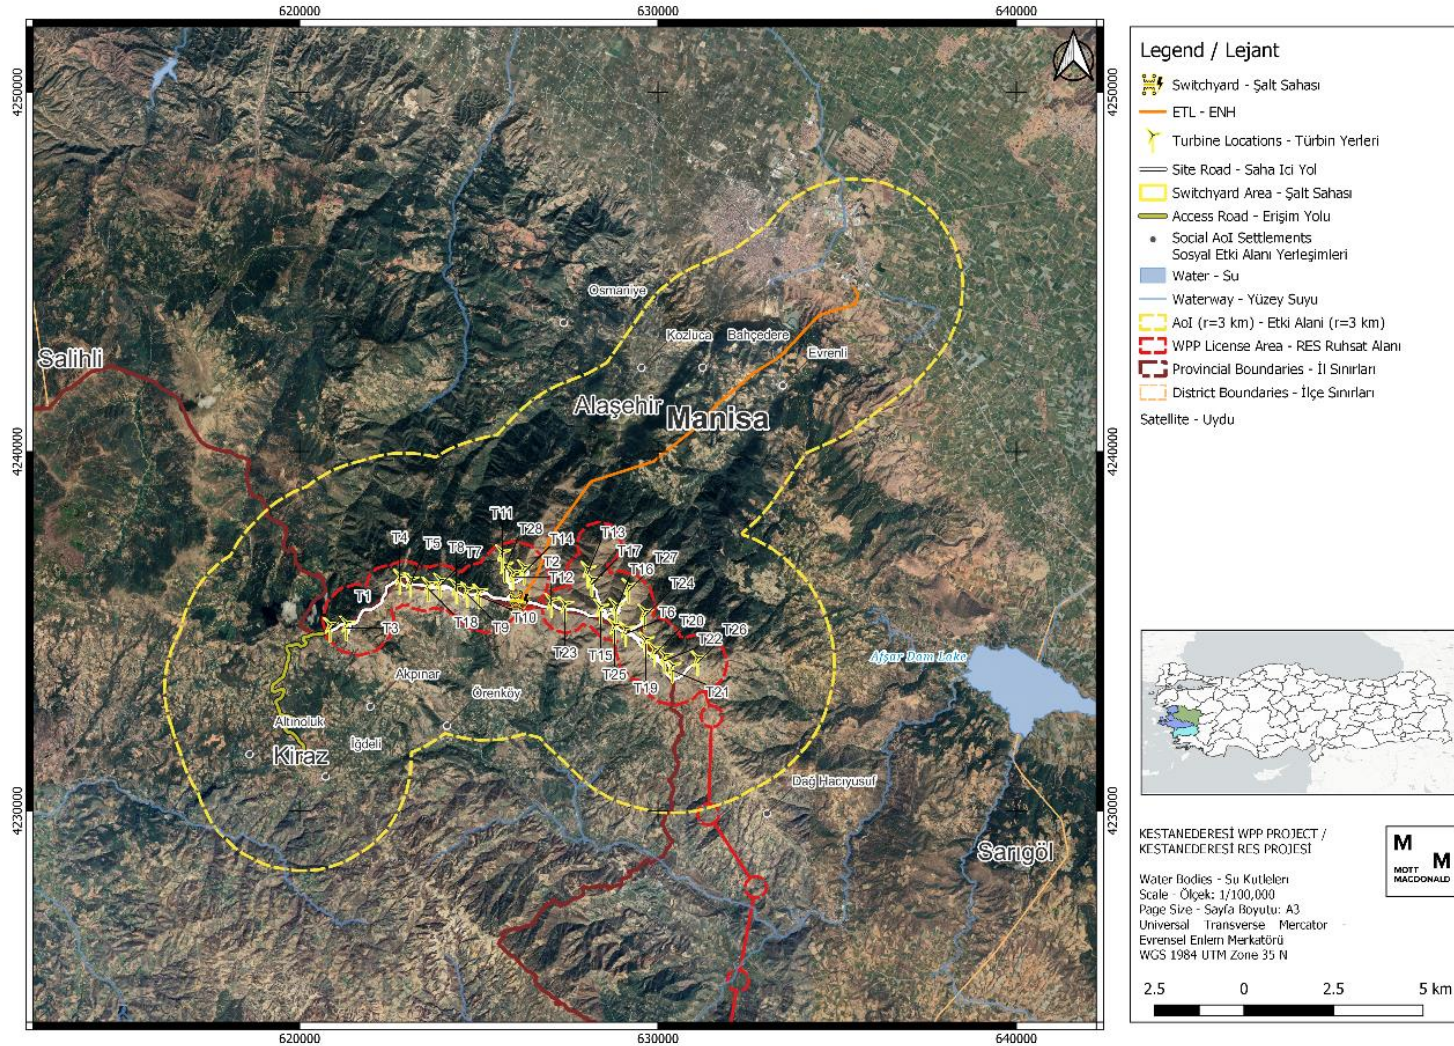 620000
630000
640000
4250000
4250000
4240000
4240000
4230000
4230000
Osmaniye
Kozluca
Bahçedere
Evrenli
Salihli
Alaşehir
Manisa
T11
T28
T13
T4
T5
T8
T7
T14
T17
T27
T2
T12
T16
T24
T1
T3
T18
T9
T10
T6
T20
T26
T22
T23
T15
T25
T19
T21
Afşar Dam Lake
Akpınar
Örenköy
Altınoluk
İğdeli
Kiraz
Dağ Hacıyusuf
Sarıgöl
620000
630000
640000
Legend / Lejant
Switchyard - Şalt Sahası
ETL - ENH
Turbine Locations - Türbin Yerleri
Site Road - Saha Ici Yol
Switchyard Area - Şalt Sahası
Access Road - Erişim Yolu
Social AoI Settlements
Sosyal Etki Alanı Yerleşimleri
Water - Su
Waterway - Yüzey Suyu
AoI (r=3 km) - Etki Alani (r=3 km)
WPP License Area - RES Ruhsat Alanı
Provincial Boundaries - İl Sınırları
District Boundaries - İlçe Sınırları
Satellite - Uydu
KESTANEDERESİ WPP PROJECT /
KESTANEDERESİ RES PROJESİ
M
M
MOTT
MACDONALD
Water Bodies - Su Kutleleri
Scale - Ölçek: 1/100,000
Page Size - Sayfa Boyutu: A3
Universal Transverse Mercator -
Evrensel Enlem Merkatörü
WGS 1984 UTM Zone 35 N
2.5 0 2.5 5 km